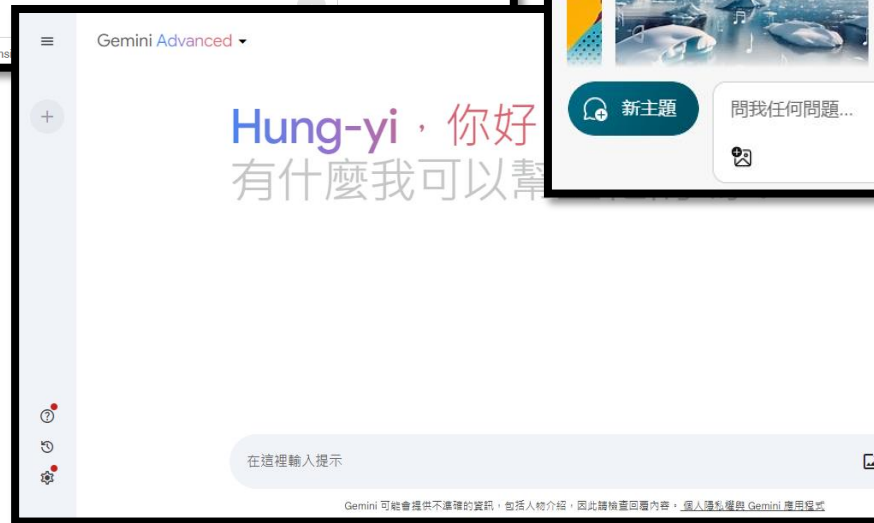 Gemini Advanced
Hung-yi，你好
有什麼我可以幫
新主題
問我任何問題...
在這裡輸入提示
Gemini 可能會提供不準確的資訊，包括人物介紹，因此請檢查回覆內容。個人隱私權與 Gemini 應用程式